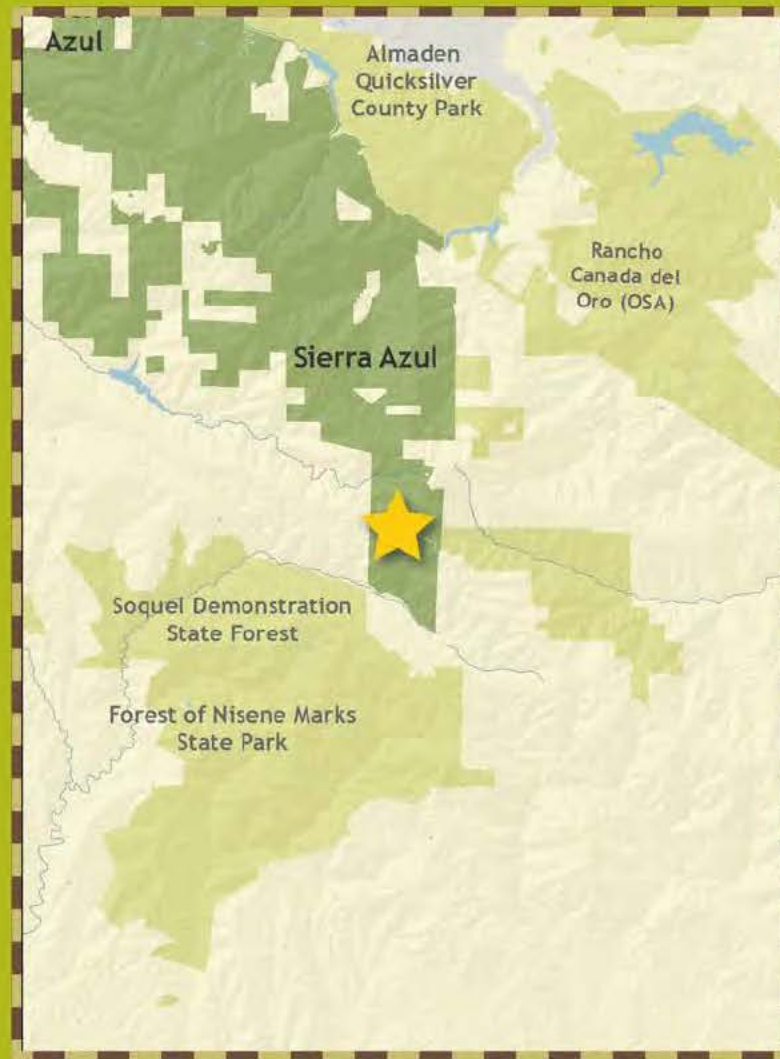 Azul
Almaden
Quicksilver
County Park
Rancho
Canada del
Oro (OSA)
Sierra Azul
Soquel Demonstration
State Forest
Forest of Nisene Marks
State Park